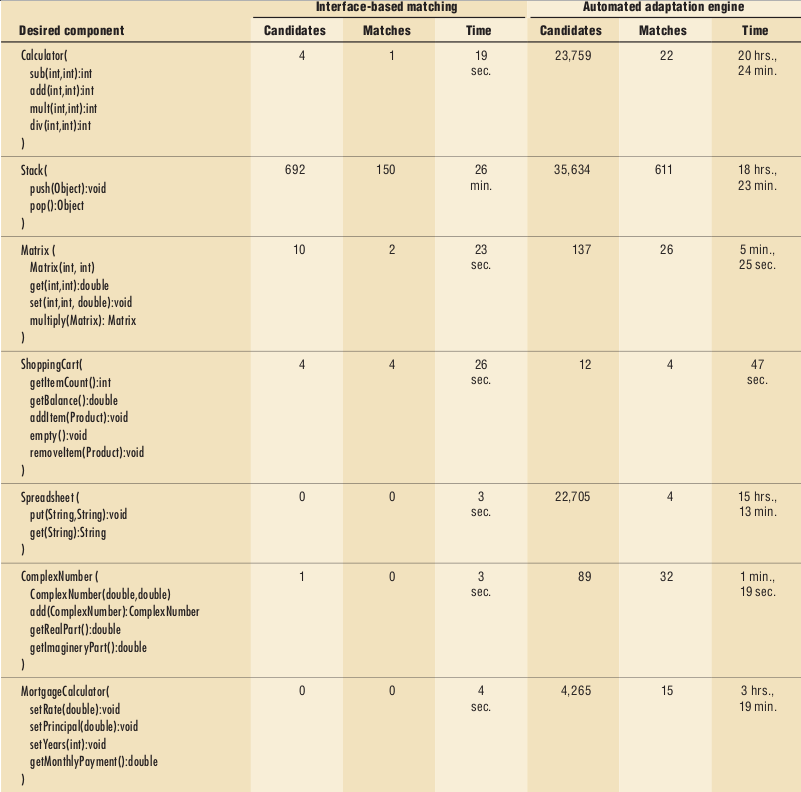 Interface-based matching Automated adaptation engine
Desired component Candidates Matches Time Candidates Matches Time
Calculator( 4 1 19 23,759 22 20 hrs.,
sub(int,int):int sec. 24 min.
add(int,int):int
mult(int,int):int
div(int,int):int
)
Stack( 692 150 26 35,634 611 18 hrs.,
push(Object):void min. 23 min.
pop():Object
)
Matrix ( 10 2 23 137 26 5 min.,
Matrix(int, int) sec. 25 sec.
get(int,int):double
set(int,int, double):void
multiply(Matrix): Matrix
)
ShoppingCart( 4 4 26 12 4 47
getItemCount():int sec. sec.
getBalance():double
addItem(Product):void
empty():void
removeItem(Product):void
)
Spreadsheet ( 0 0 3 22,705 4 15 hrs.,
put(String,String):void sec. 13 min.
get(String):String
)
ComplexNumber ( 1 0 3 89 32 1 min.,
ComplexNumber(double,double) sec. 19 sec.
add(ComplexNumber):ComplexNumber
getRealPart():double
getImagineryPart():double
)
MortgageCalculator( 0 0 4 4,265 15 3 hrs.,
setRate(double):void sec. 19 min.
setPrincipal(double):void
setYears(int):void
getMonthlyPayment():double
)